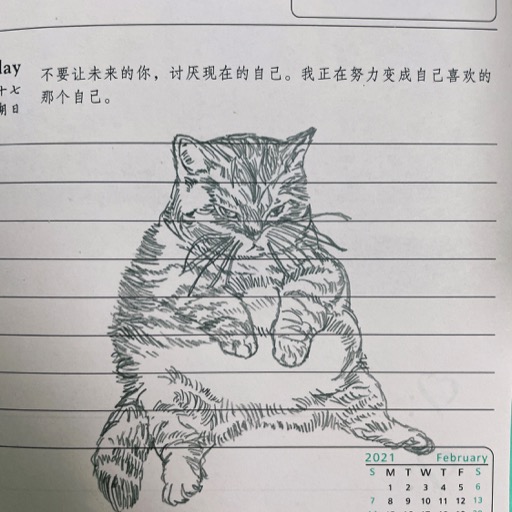 lay
不要让未来的你，讨厌现在的自己。我正在努力变成自己喜欢的
十七
那个自己。
期日
2021 February
S M T W T F S
1 2 3 4 5 6
7 8 9 10 11 12 13